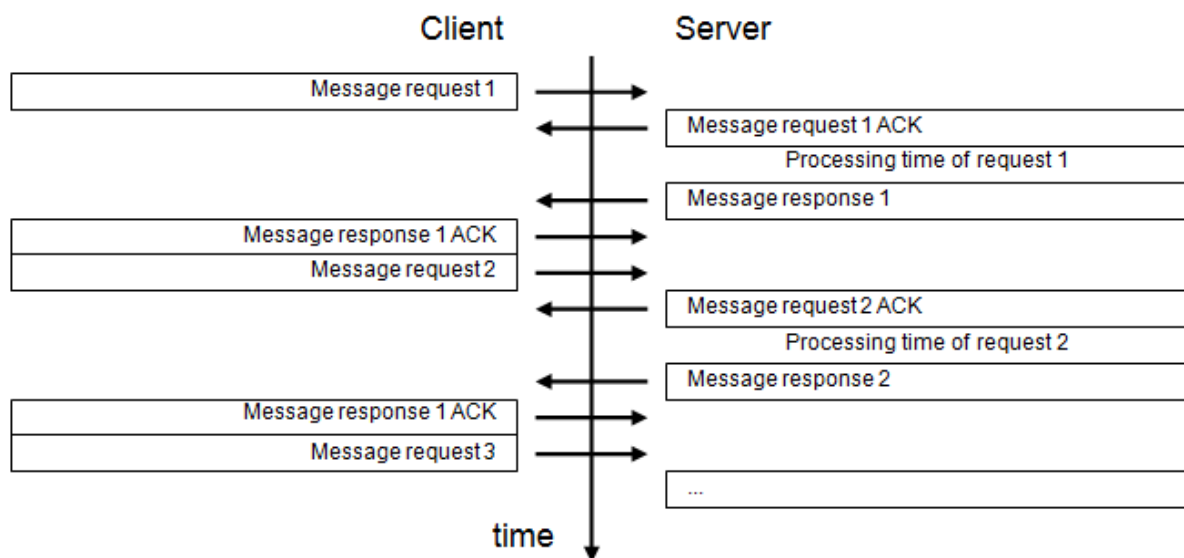 Client
Server
Message request 1
Message request 1 ACK
Processing time of request 1
Message response 1
Message response 1 ACK
Message request 2
Message request 2 ACK
Processing time of request 2
Message response 2
Message response 1 ACK
Message request 3
...
time